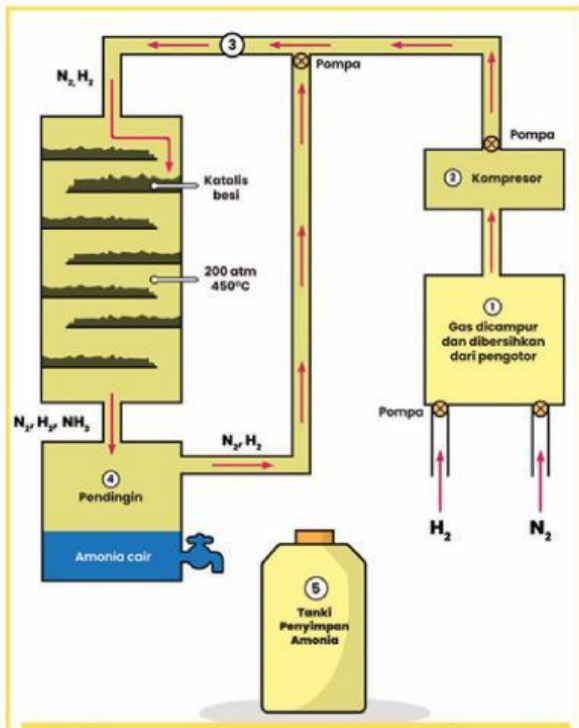 3
Pompa
N₂, H₂
Pompa
2 Kompresor
Katalis
besi
200 atm
450°C
1
Gas dicampur
dan dibersihkan
dari pengotor
Pompa
N₂, H₂, NH₃
N₂, H₂
4
Pendingin
H₂
N₂
Amonia cair
5
Tanki
Penyimpan
Amonia